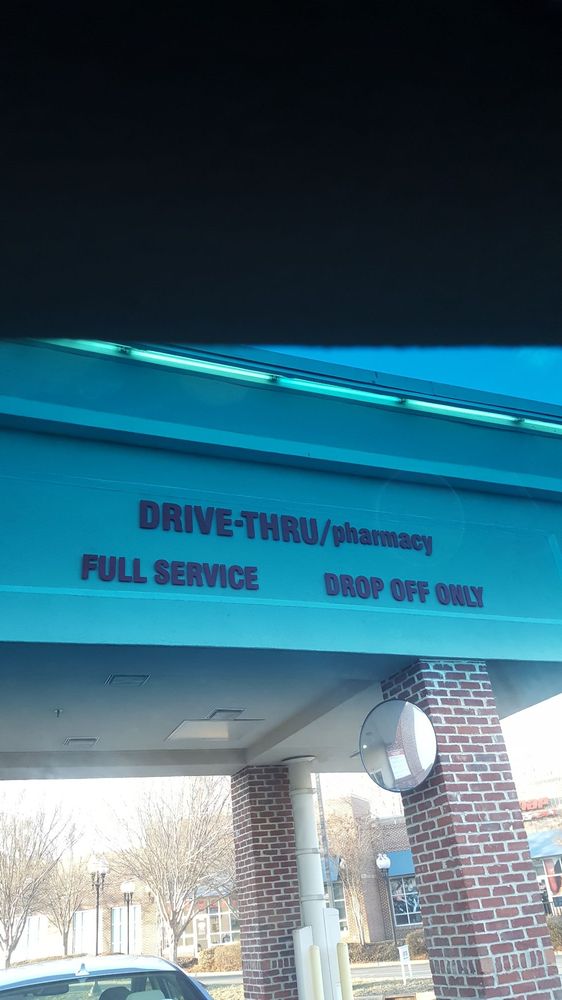 DRIVE-THRU/pharmacy
FULL SERVICE DROP OFF ONLY